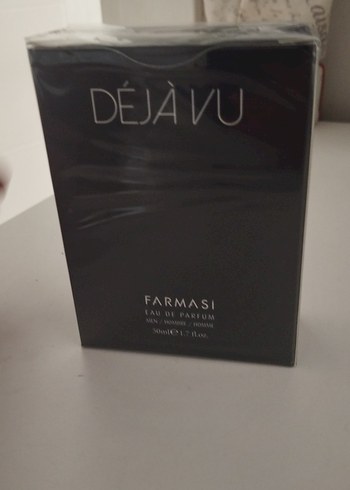 DÉJÀ VU
FARMASI
EAU DE PARFUM
MEN / HOMBRE / HOMME
50ml℮ 1.7 fl.oz.